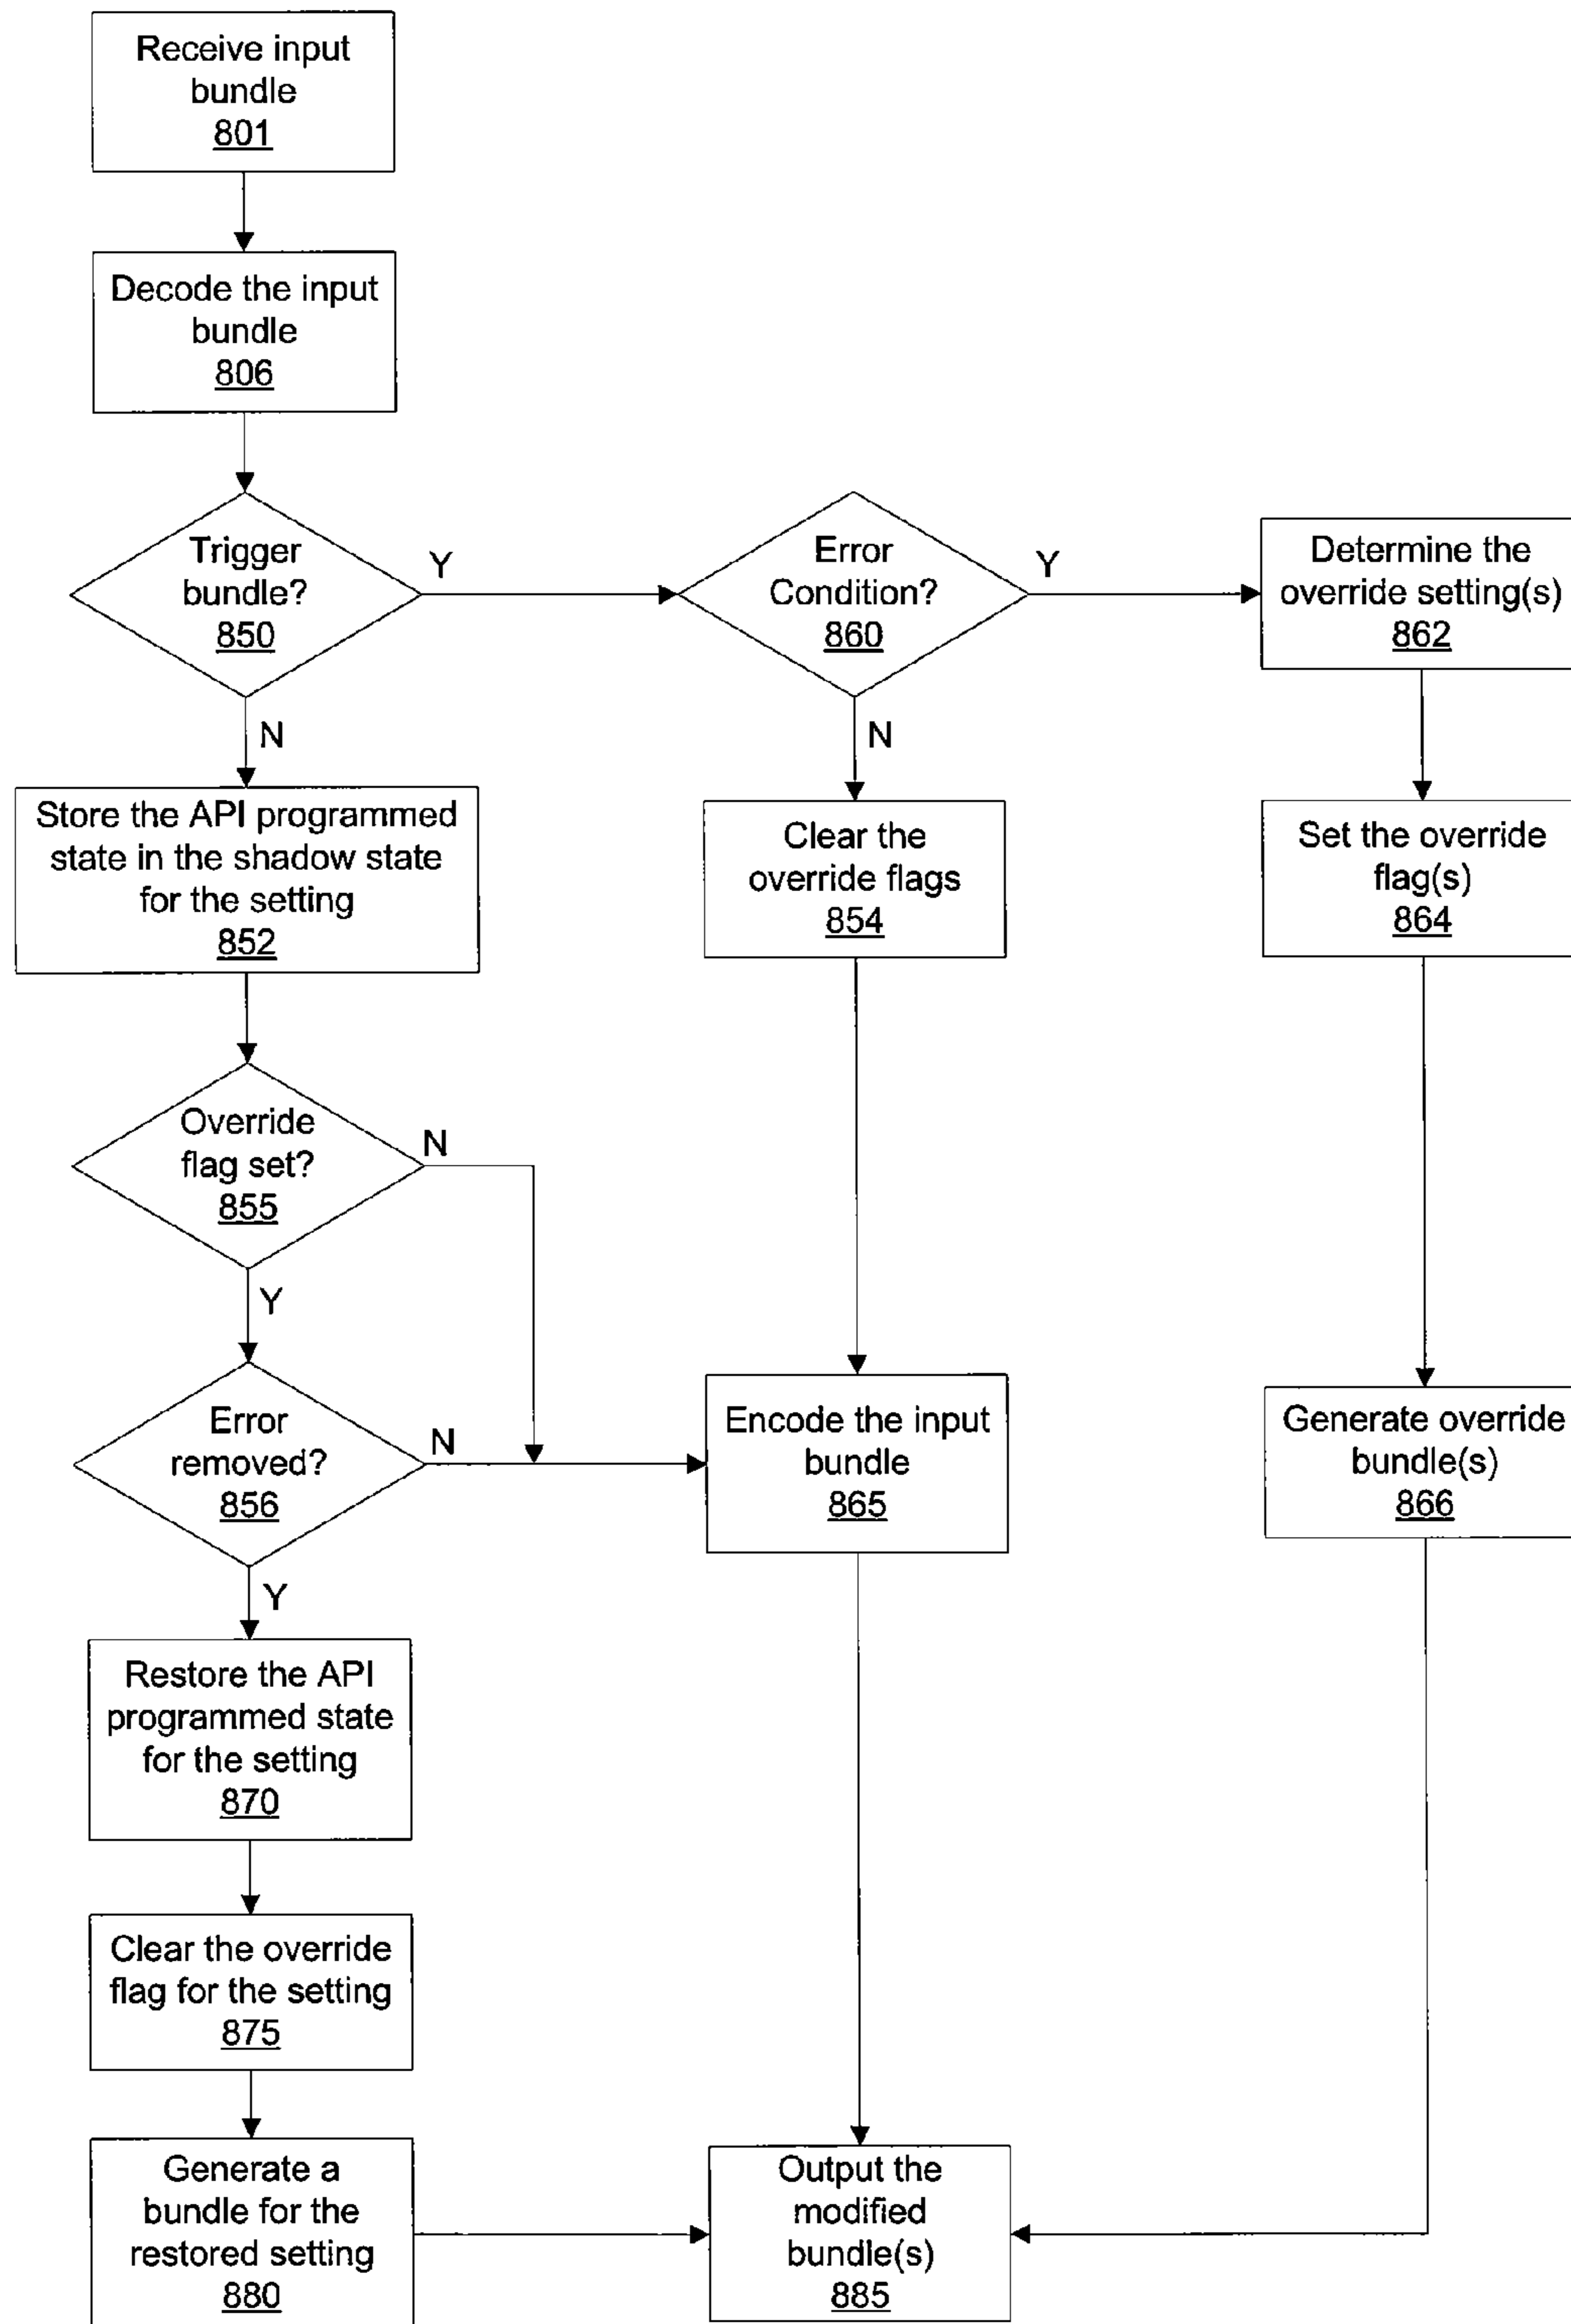 Receive input
bundle
801
Decode the input
bundle
806
Trigger
bundle?
850
Y
N
Error
Condition?
860
Y
N
Determine the
override setting(s)
862
Store the API programmed
state in the shadow state
for the setting
852
Clear the
override flags
854
Set the override
flag(s)
864
Override
flag set?
855
N
Y
Error
removed?
856
N
Y
Encode the input
bundle
865
Generate override
bundle(s)
866
Restore the API
programmed state
for the setting
870
Clear the override
flag for the setting
875
Generate a
bundle for the
restored setting
880
Output the
modified
bundle(s)
885